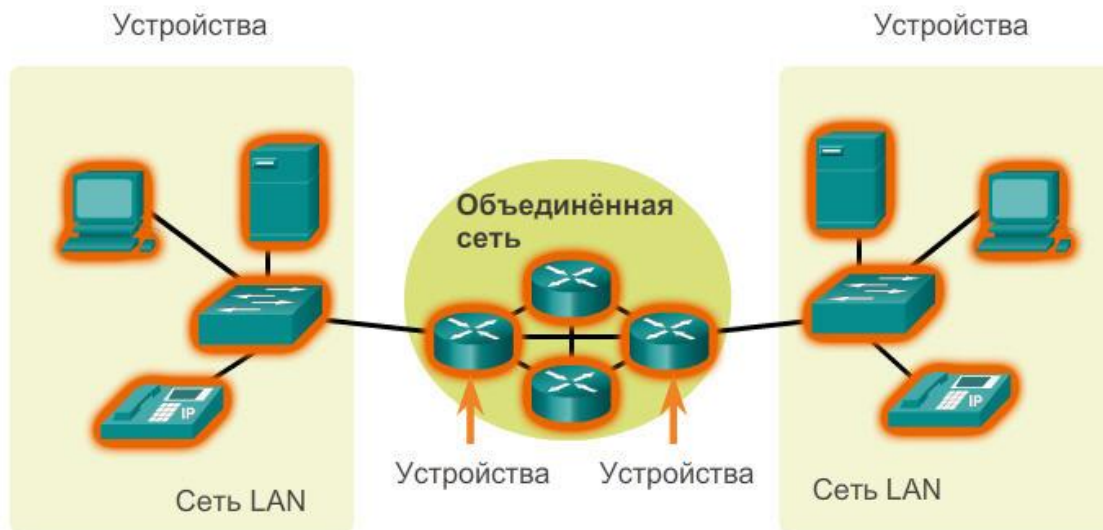 Устройства
Устройства
Объединённая
сеть
IP
IP
Устройства
Устройства
Сеть LAN
Сеть LAN